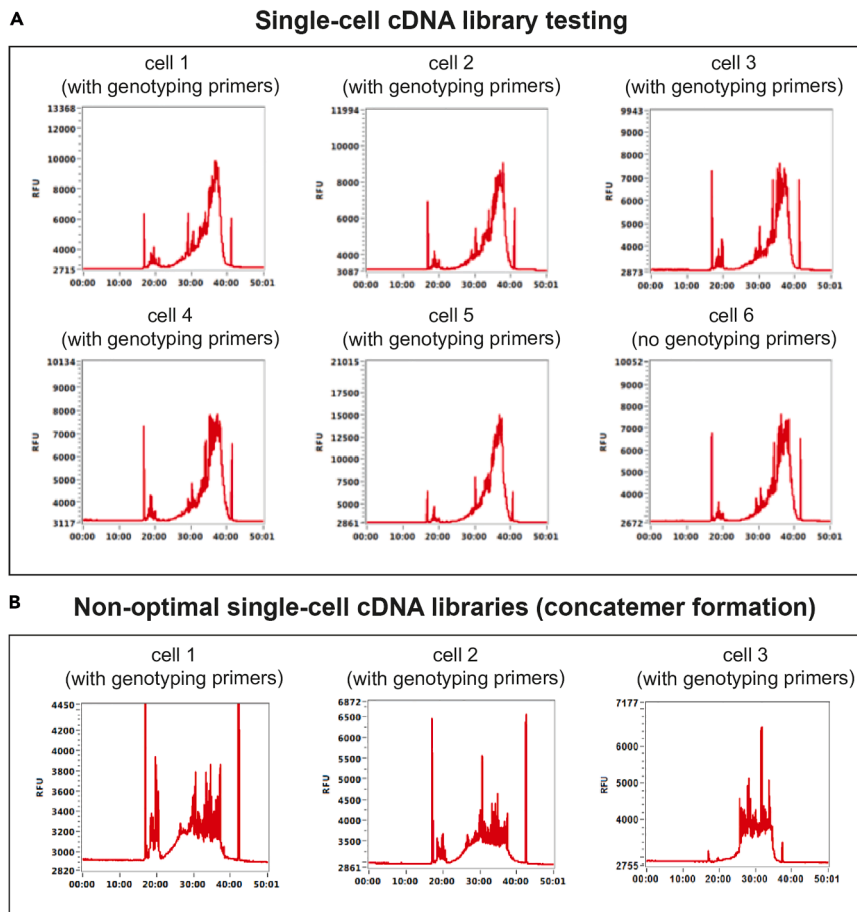 A
Single-cell cDNA library testing
cell 1
(with genotyping primers)
13368
12000
10000
8000
6000
4000
2715
RFU
00:00 10:00 20:00 30:00 40:00 50:01
cell 2
(with genotyping primers)
11994
10000
8000
6000
4000
3087
RFU
00:00 10:00 20:00 30:00 40:00 50:01
cell 3
(with genotyping primers)
9943
9000
8000
7000
6000
5000
4000
2873
RFU
00:00 10:00 20:00 30:00 40:00 50:01
cell 4
(with genotyping primers)
10134
9000
8000
7000
6000
5000
4000
3117
RFU
00:00 10:00 20:00 30:00 40:00 50:01
cell 5
(with genotyping primers)
21015
17500
15000
12500
10000
7500
5000
2861
RFU
00:00 10:00 20:00 30:00 40:00 50:01
cell 6
(no genotyping primers)
10052
9000
8000
7000
6000
5000
4000
2672
RFU
00:00 10:00 20:00 30:00 40:00 50:01
B
Non-optimal single-cell cDNA libraries (concatemer formation)
cell 1
(with genotyping primers)
4450
4200
4000
3800
3600
3400
3200
3000
2820
RFU
00:00 10:00 20:00 30:00 40:00 50:01
cell 2
(with genotyping primers)
6872
6500
6000
5500
5000
4500
4000
3500
2861
RFU
00:00 10:00 20:00 30:00 40:00 50:01
cell 3
(with genotyping primers)
7177
6000
5000
4000
2755
RFU
00:00 10:00 20:00 30:00 40:00 50:01